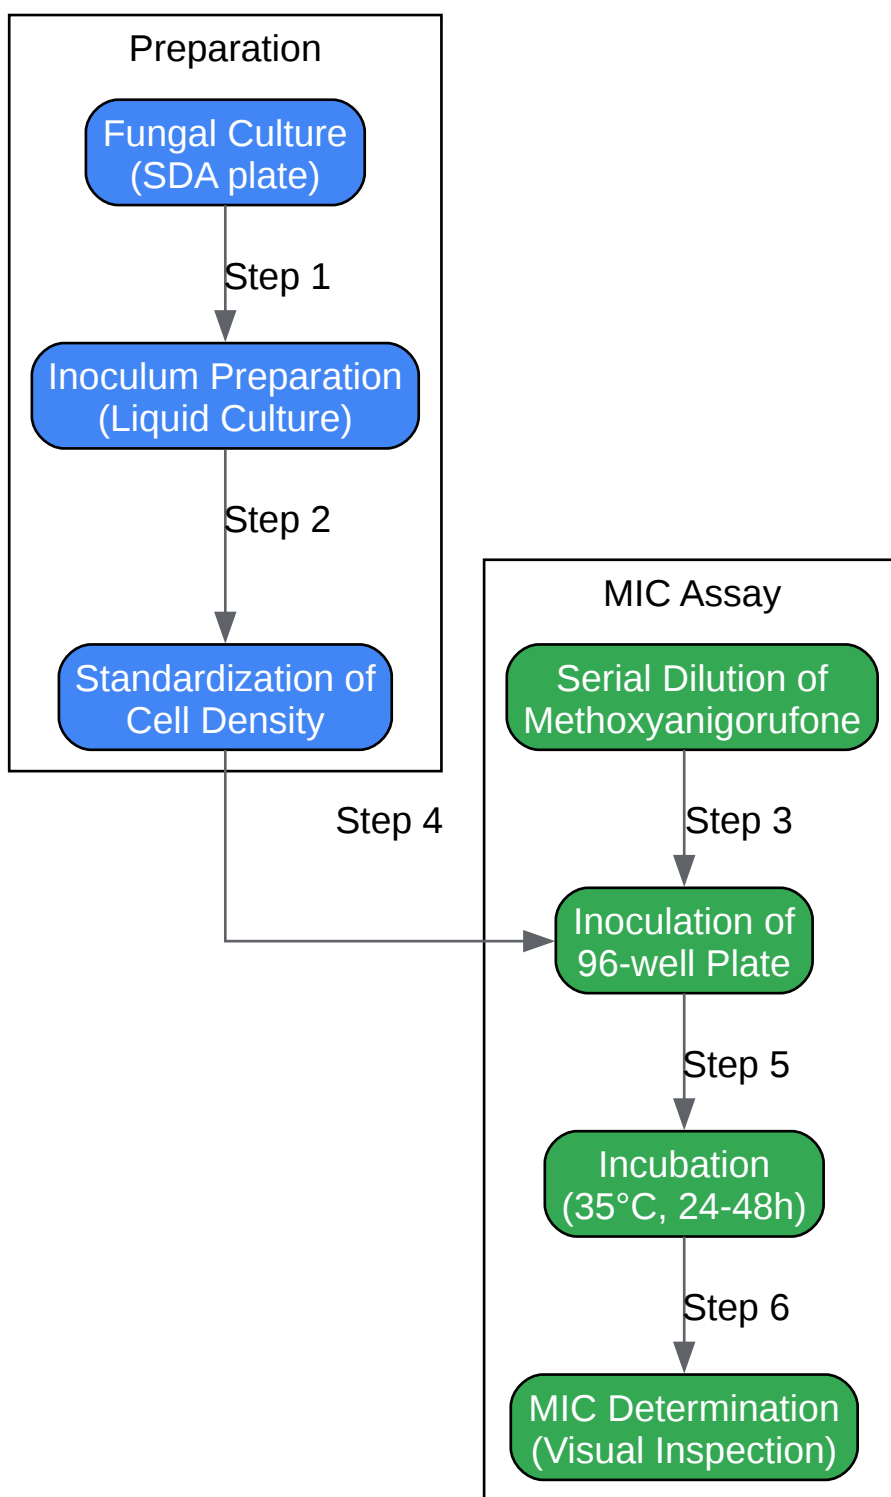 Preparation
Fungal Culture
(SDA plate)
Step 1
Inoculum Preparation
(Liquid Culture)
Step 2
Standardization of
Cell Density
Step 4
MIC Assay
Serial Dilution of
Methoxyanigorufone
Step 3
Inoculation of
96-well Plate
Step 5
Incubation
(35°C, 24-48h)
Step 6
MIC Determination
(Visual Inspection)